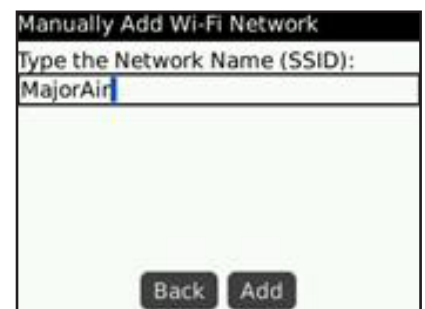 Manually Add Wi-Fi Network
Type the Network Name (SSID):
MajorAir
Back Add